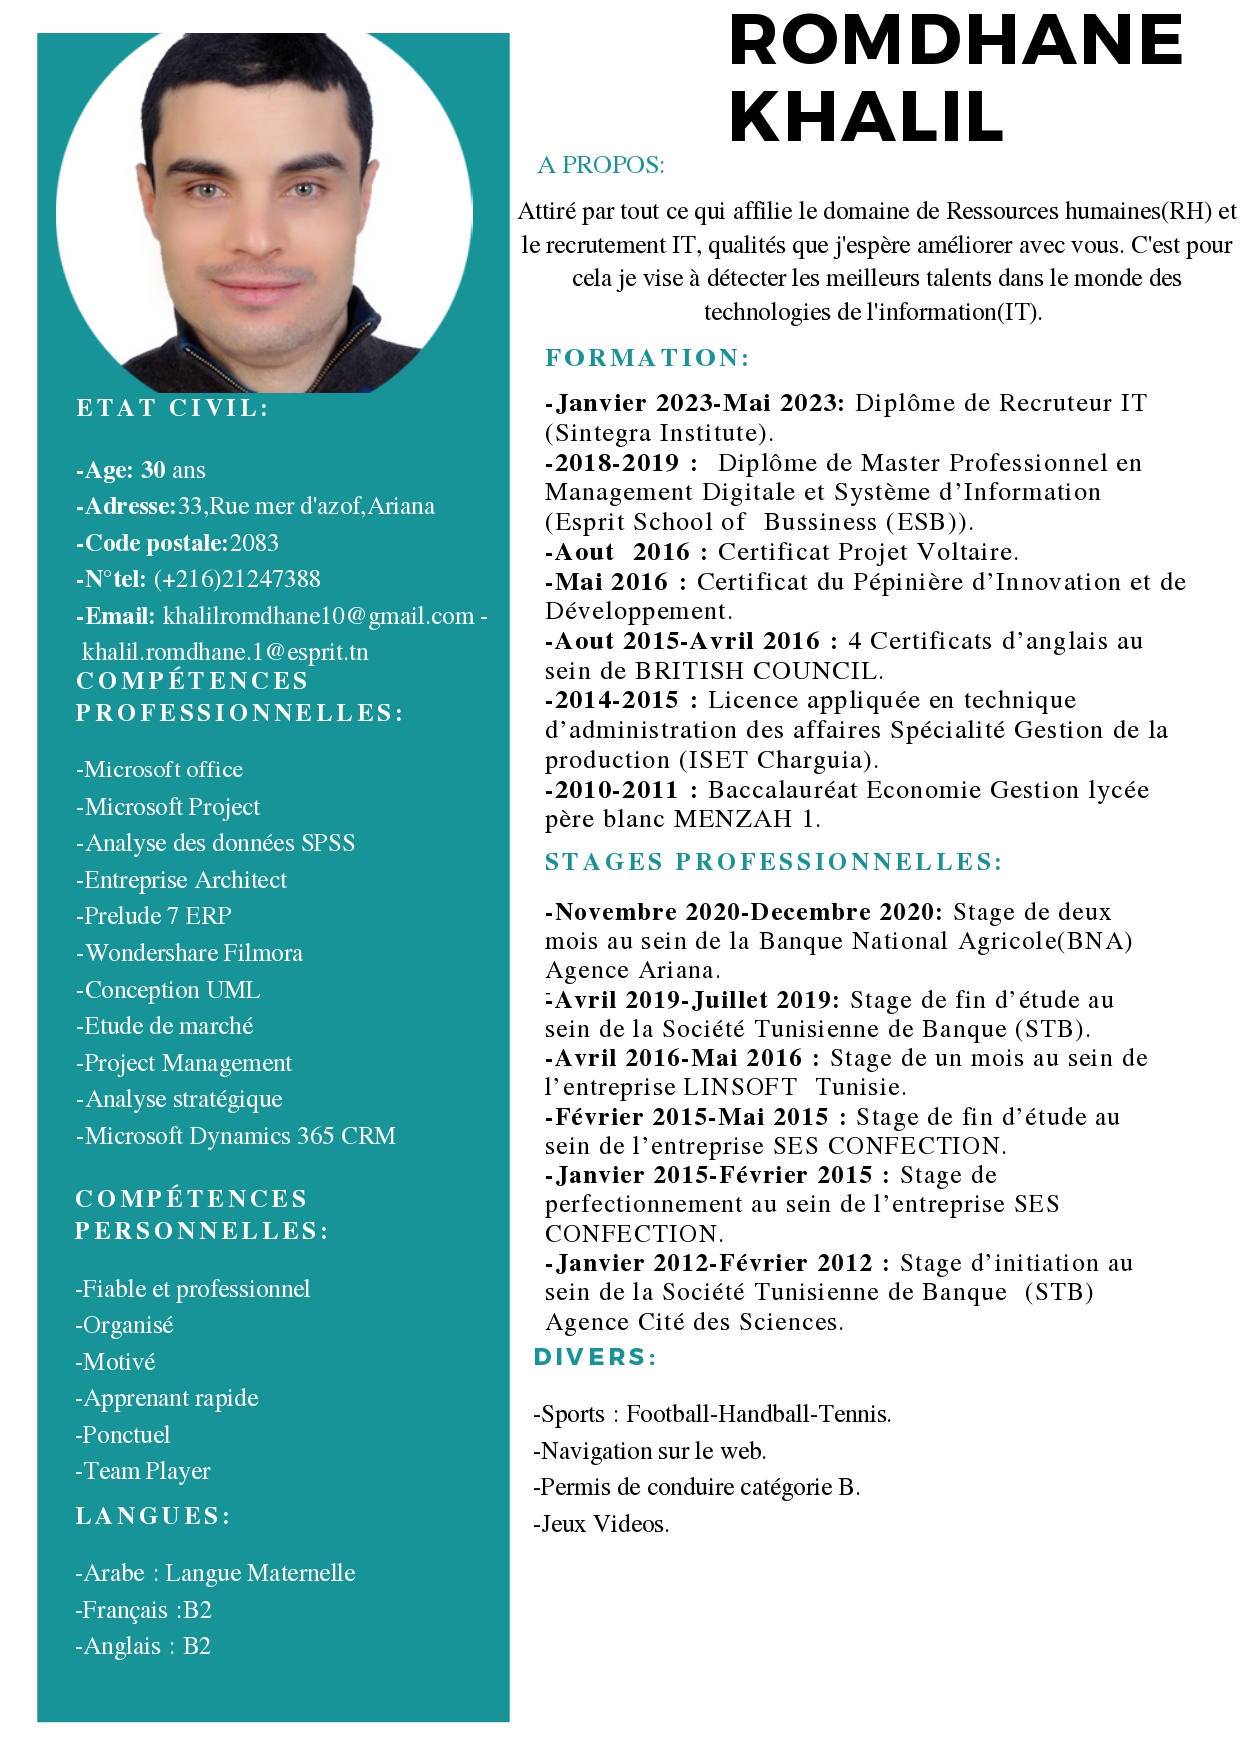 ROMDHANE
KHALIL
A PROPOS:
Attiré par tout ce qui affilie le domaine de Ressources humaines(RH) et
le recrutement IT, qualités que j'espère améliorer avec vous. C'est pour
cela je vise à détecter les meilleurs talents dans le monde des
technologies de l'information(IT).
FORMATION:
-Janvier 2023-Mai 2023: Diplôme de Recruteur IT
(Sintegra Institute).
-2018-2019 : Diplôme de Master Professionnel en
Management Digitale et Système d’Information
(Esprit School of Bussiness (ESB)).
-Aout 2016 : Certificat Projet Voltaire.
-Mai 2016 : Certificat du Pépinière d’Innovation et de
Développement.
-Aout 2015-Avril 2016 : 4 Certificats d’anglais au
sein de BRITISH COUNCIL.
-2014-2015 : Licence appliquée en technique
d’administration des affaires Spécialité Gestion de la
production (ISET Charguia).
-2010-2011 : Baccalauréat Economie Gestion lycée
père blanc MENZAH 1.
STAGES PROFESSIONNELLES:
-Novembre 2020-Decembre 2020: Stage de deux
mois au sein de la Banque National Agricole(BNA)
Agence Ariana.
-Avril 2019-Juillet 2019: Stage de fin d’étude au
sein de la Société Tunisienne de Banque (STB).
-Avril 2016-Mai 2016 : Stage de un mois au sein de
l’entreprise LINSOFT Tunisie.
-Février 2015-Mai 2015 : Stage de fin d’étude au
sein de l’entreprise SES CONFECTION.
-Janvier 2015-Février 2015 : Stage de
perfectionnement au sein de l’entreprise SES
CONFECTION.
-Janvier 2012-Février 2012 : Stage d’initiation au
sein de la Société Tunisienne de Banque (STB)
Agence Cité des Sciences.
DIVERS:
-Sports : Football-Handball-Tennis.
-Navigation sur le web.
-Permis de conduire catégorie B.
-Jeux Videos.
ETAT CIVIL:
-Age: 30 ans
-Adresse:33,Rue mer d'azof,Ariana
-Code postale:2083
-N°tel: (+216)21247388
-Email: khalilromdhane10@gmail.com -
khalil.romdhane.1@esprit.tn
COMPÉTENCES
PROFESSIONNELLES:
-Microsoft office
-Microsoft Project
-Analyse des données SPSS
-Entreprise Architect
-Prelude 7 ERP
-Wondershare Filmora
-Conception UML
-Etude de marché
-Project Management
-Analyse stratégique
-Microsoft Dynamics 365 CRM
COMPÉTENCES
PERSONNELLES:
-Fiable et professionnel
-Organisé
-Motivé
-Apprenant rapide
-Ponctuel
-Team Player
LANGUES:
-Arabe : Langue Maternelle
-Français :B2
-Anglais : B2